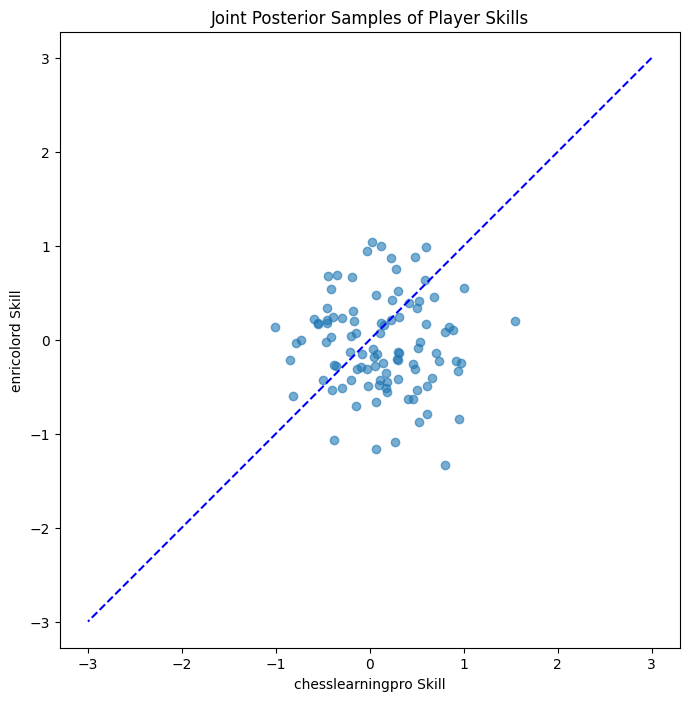 Joint Posterior Samples of Player Skills
3
2
1
0
−1
−2
−3
enricolord Skill
−3 −2 −1 0 1 2 3
chesslearningpro Skill